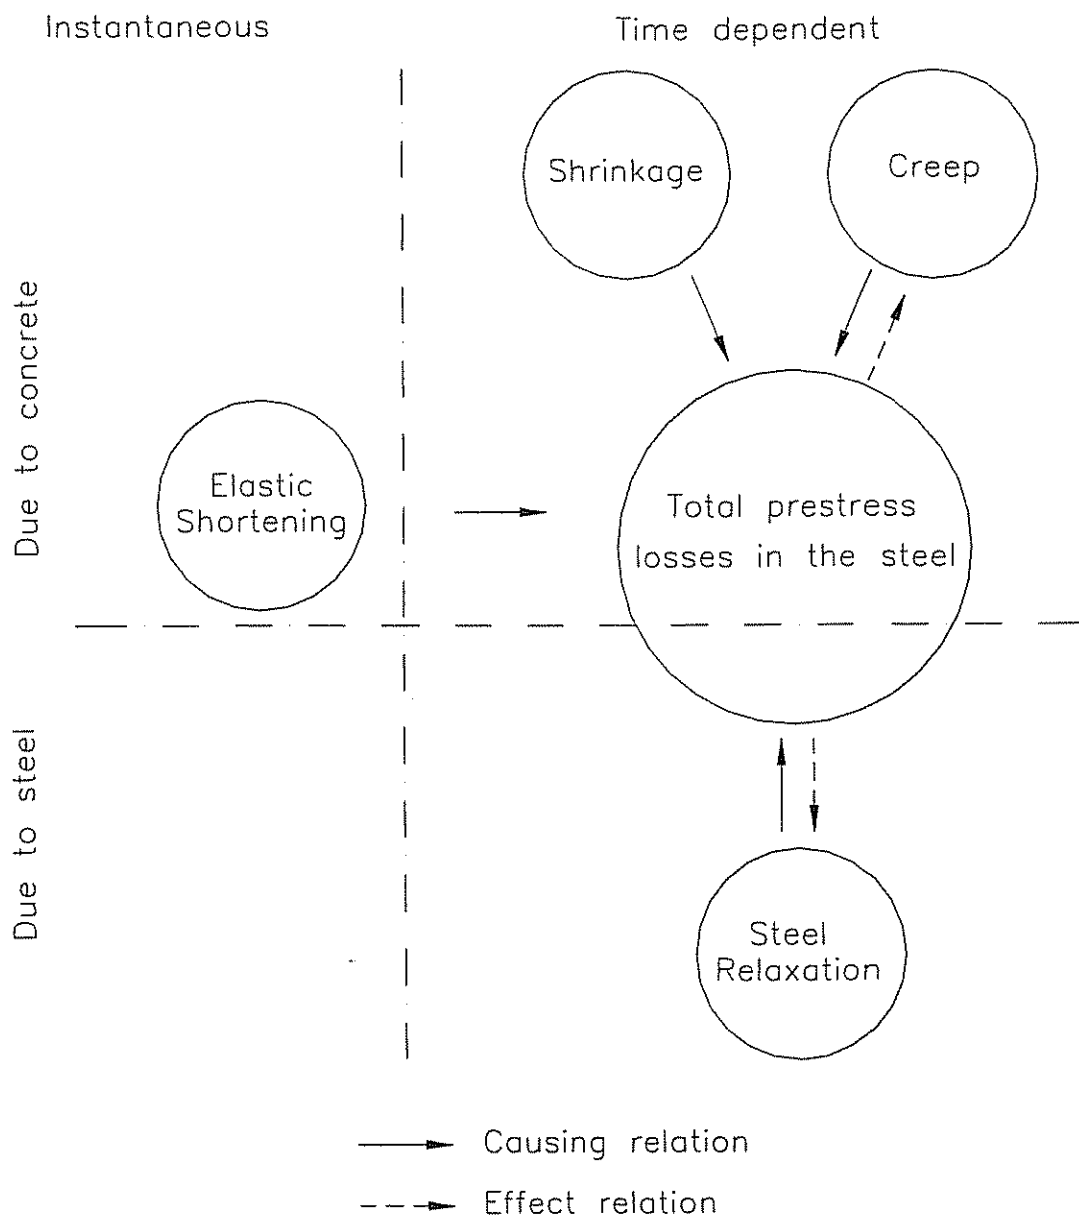 Instantaneous
Time dependent
Shrinkage
Creep
Due to concrete
Elastic
Shortening
Total prestress
losses in the steel
Due to steel
Steel
Relaxation
Causing relation
Effect relation